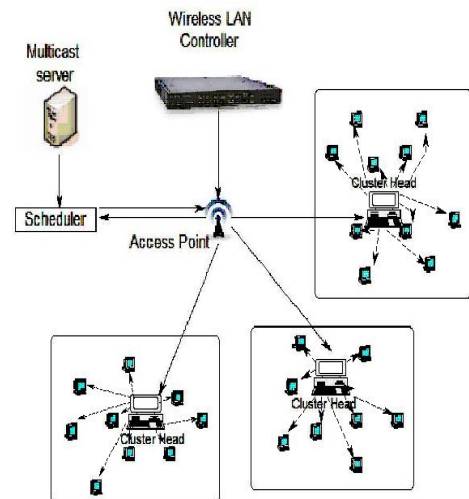 Wireless LAN
Controller
Multicast
server
Cluster Head
Scheduler
Access Point
Cluster Head
Cluster Head